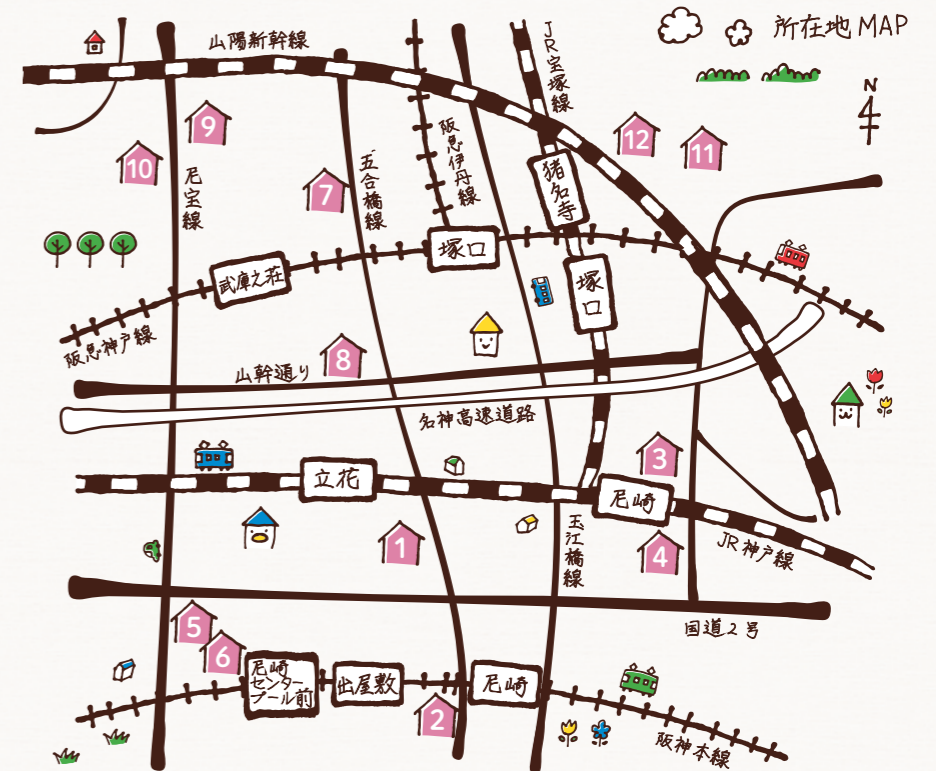 山陽新幹線
JR宝塚線
所在地MAP
N
阪急伊丹線
9
12
11
10
尼宝線
7
五合橋線
猪名寺
塚口
武庫之荘
塚口
阪急神戸線
8
山幹通り
名神高速道路
3
立花
尼崎
1
玉江橋線
4
JR神戸線
国道2号
5
6
尼崎
センター
プール前
出屋敷
尼崎
2
阪神本線